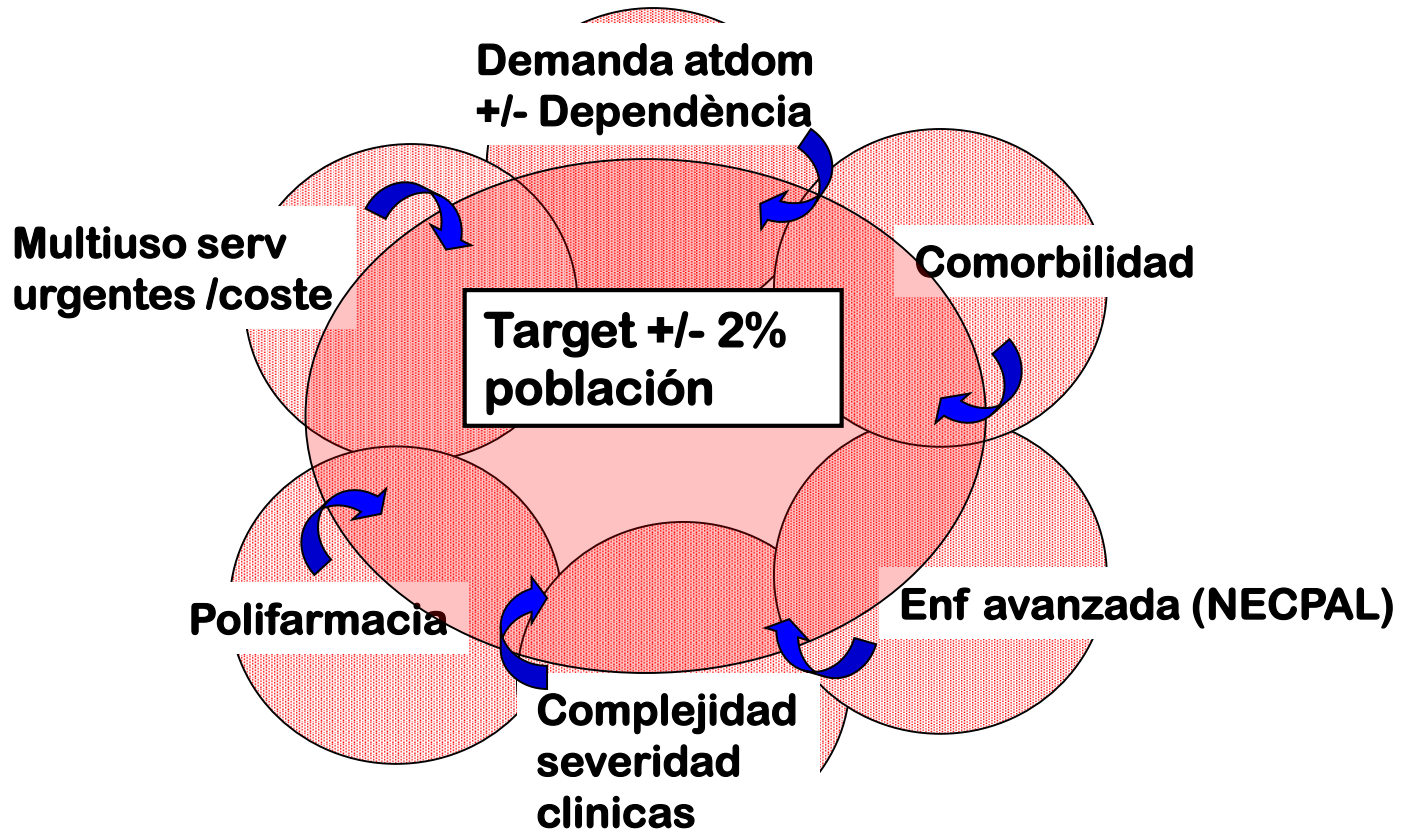 Demanda atdom
+/- Dependència
Multiuso serv
urgentes /coste
Comorbilidad
Target +/- 2%
población
Polifarmacia
Enf avanzada (NECPAL)
Complejidad
severidad
clinicas